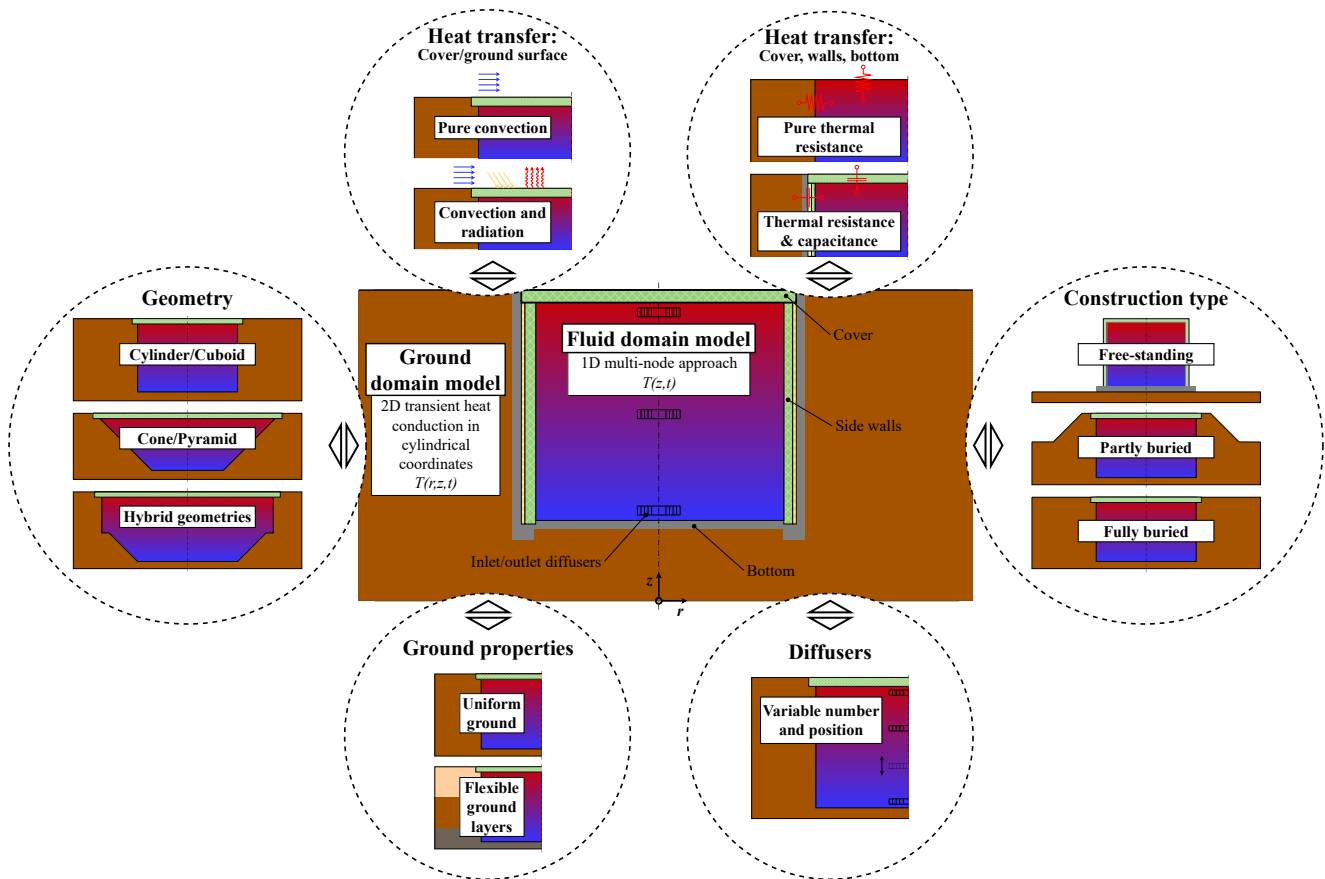 Heat transfer:
Cover/ground surface
Pure convection
Convection and
radiation
Heat transfer:
Cover, walls, bottom
Pure thermal
resistance
Thermal resistance
& capacitance
Geometry
Cylinder/Cuboid
Cone/Pyramid
Hybrid geometries
Ground
domain model
2D transient heat
conduction in
cylindrical
coordinates
T(r,z,t)
Fluid domain model
1D multi-node approach
T(z,t)
Cover
Side walls
Inlet/outlet diffusers
Bottom
z
r
Construction type
Free-standing
Partly buried
Fully buried
Ground properties
Uniform
ground
Flexible
ground
layers
Diffusers
Variable number
and position